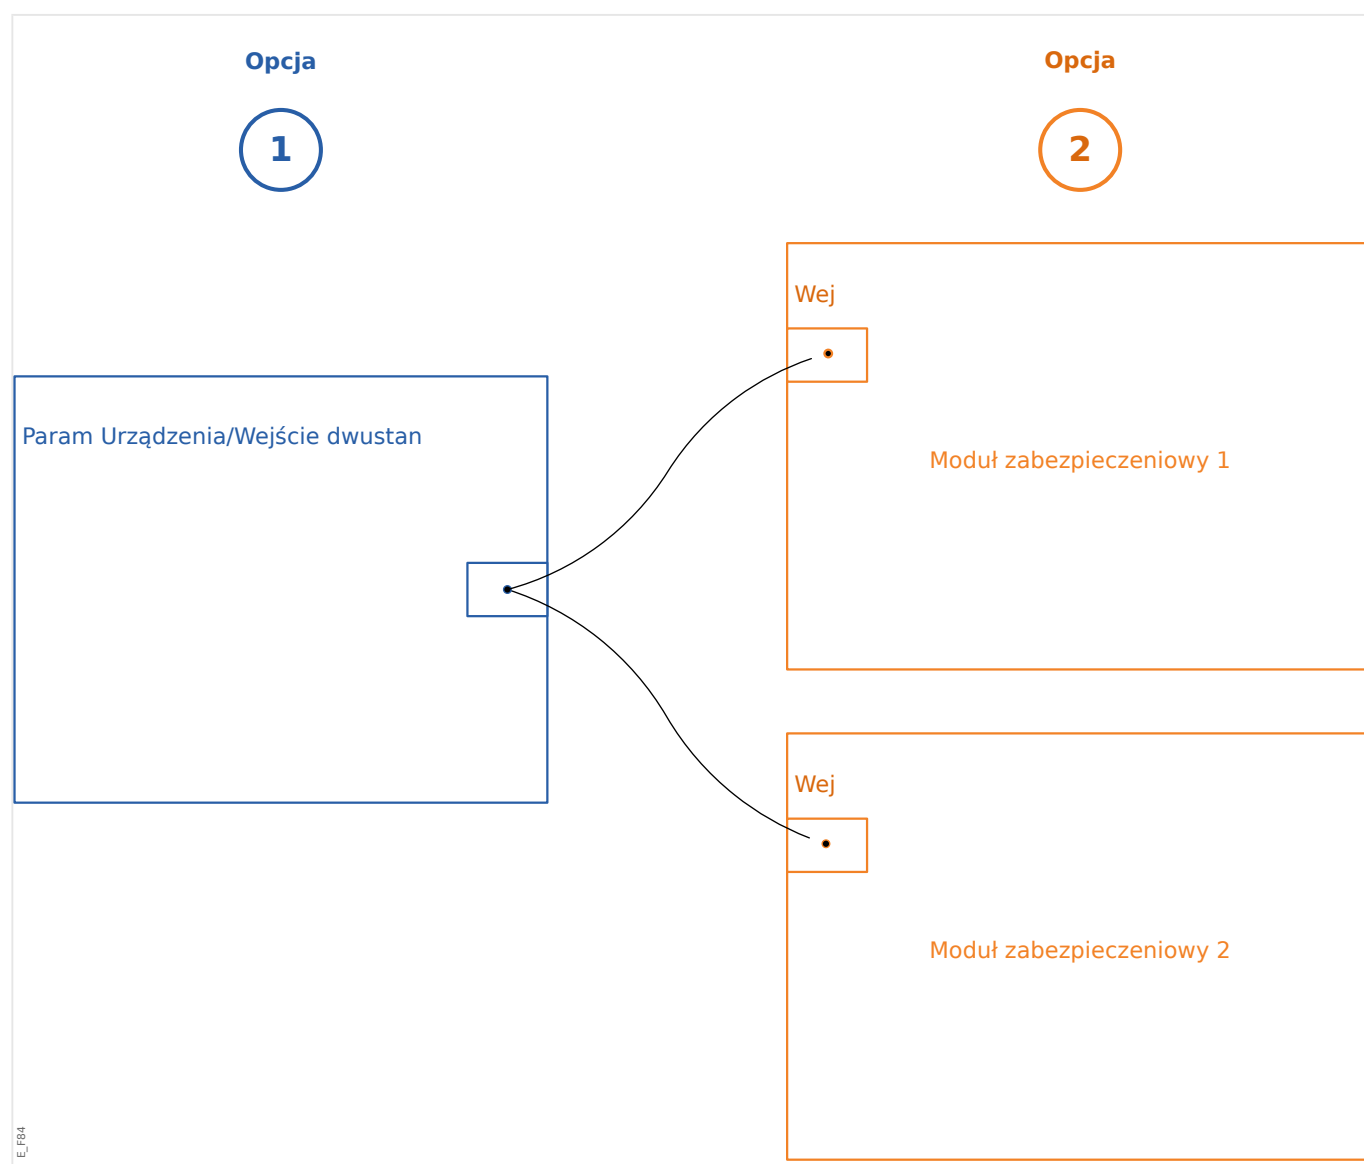 Opcja
1
Opcja
2
Param Urządzenia/Wejście dwustan
Wej
Moduł zabezpieczeniowy 1
Wej
Moduł zabezpieczeniowy 2
E_F84